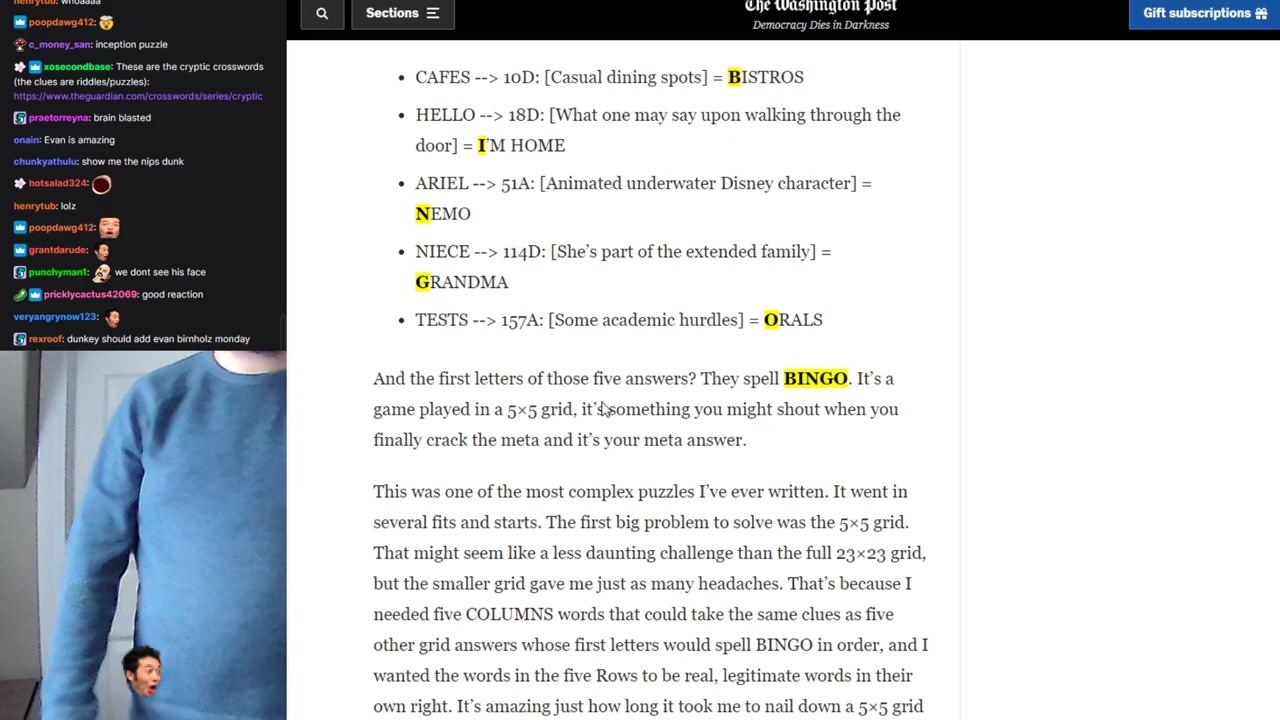 henrytub: whoaaaa
poopdawg412:
c_money_san: inception puzzle
xosecondbase: These are the cryptic crosswords
(the clues are riddles/puzzles):
https://www.theguardian.com/crosswords/series/cryptic
praetorreyna: brain blasted
onain: Evan is amazing
chunkyathulu: show me the nips dunk
hotsalad324:
henrytub: lolz
poopdawg412:
grantdarude:
punchyman1: we dont see his face
pricklycactus42069: good reaction
veryangrynow123:
rexroof: dunkey should add evan birnholz monday
Sections
The Washington Post
Democracy Dies in Darkness
Gift subscriptions
• CAFES --> 10D: [Casual dining spots] = BISTROS
• HELLO --> 18D: [What one may say upon walking through the
door] = I’M HOME
• ARIEL --> 51A: [Animated underwater Disney character] =
NEMO
• NIECE --> 114D: [She’s part of the extended family] =
GRANDMA
• TESTS --> 157A: [Some academic hurdles] = ORALS
And the first letters of those five answers? They spell BINGO. It’s a
game played in a 5×5 grid, it’s something you might shout when you
finally crack the meta and it’s your meta answer.
This was one of the most complex puzzles I’ve ever written. It went in
several fits and starts. The first big problem to solve was the 5×5 grid.
That might seem like a less daunting challenge than the full 23×23 grid,
but the smaller grid gave me just as many headaches. That’s because I
needed five COLUMNS words that could take the same clues as five
other grid answers whose first letters would spell BINGO in order, and I
wanted the words in the five Rows to be real, legitimate words in their
own right. It’s amazing just how long it took me to nail down a 5×5 grid